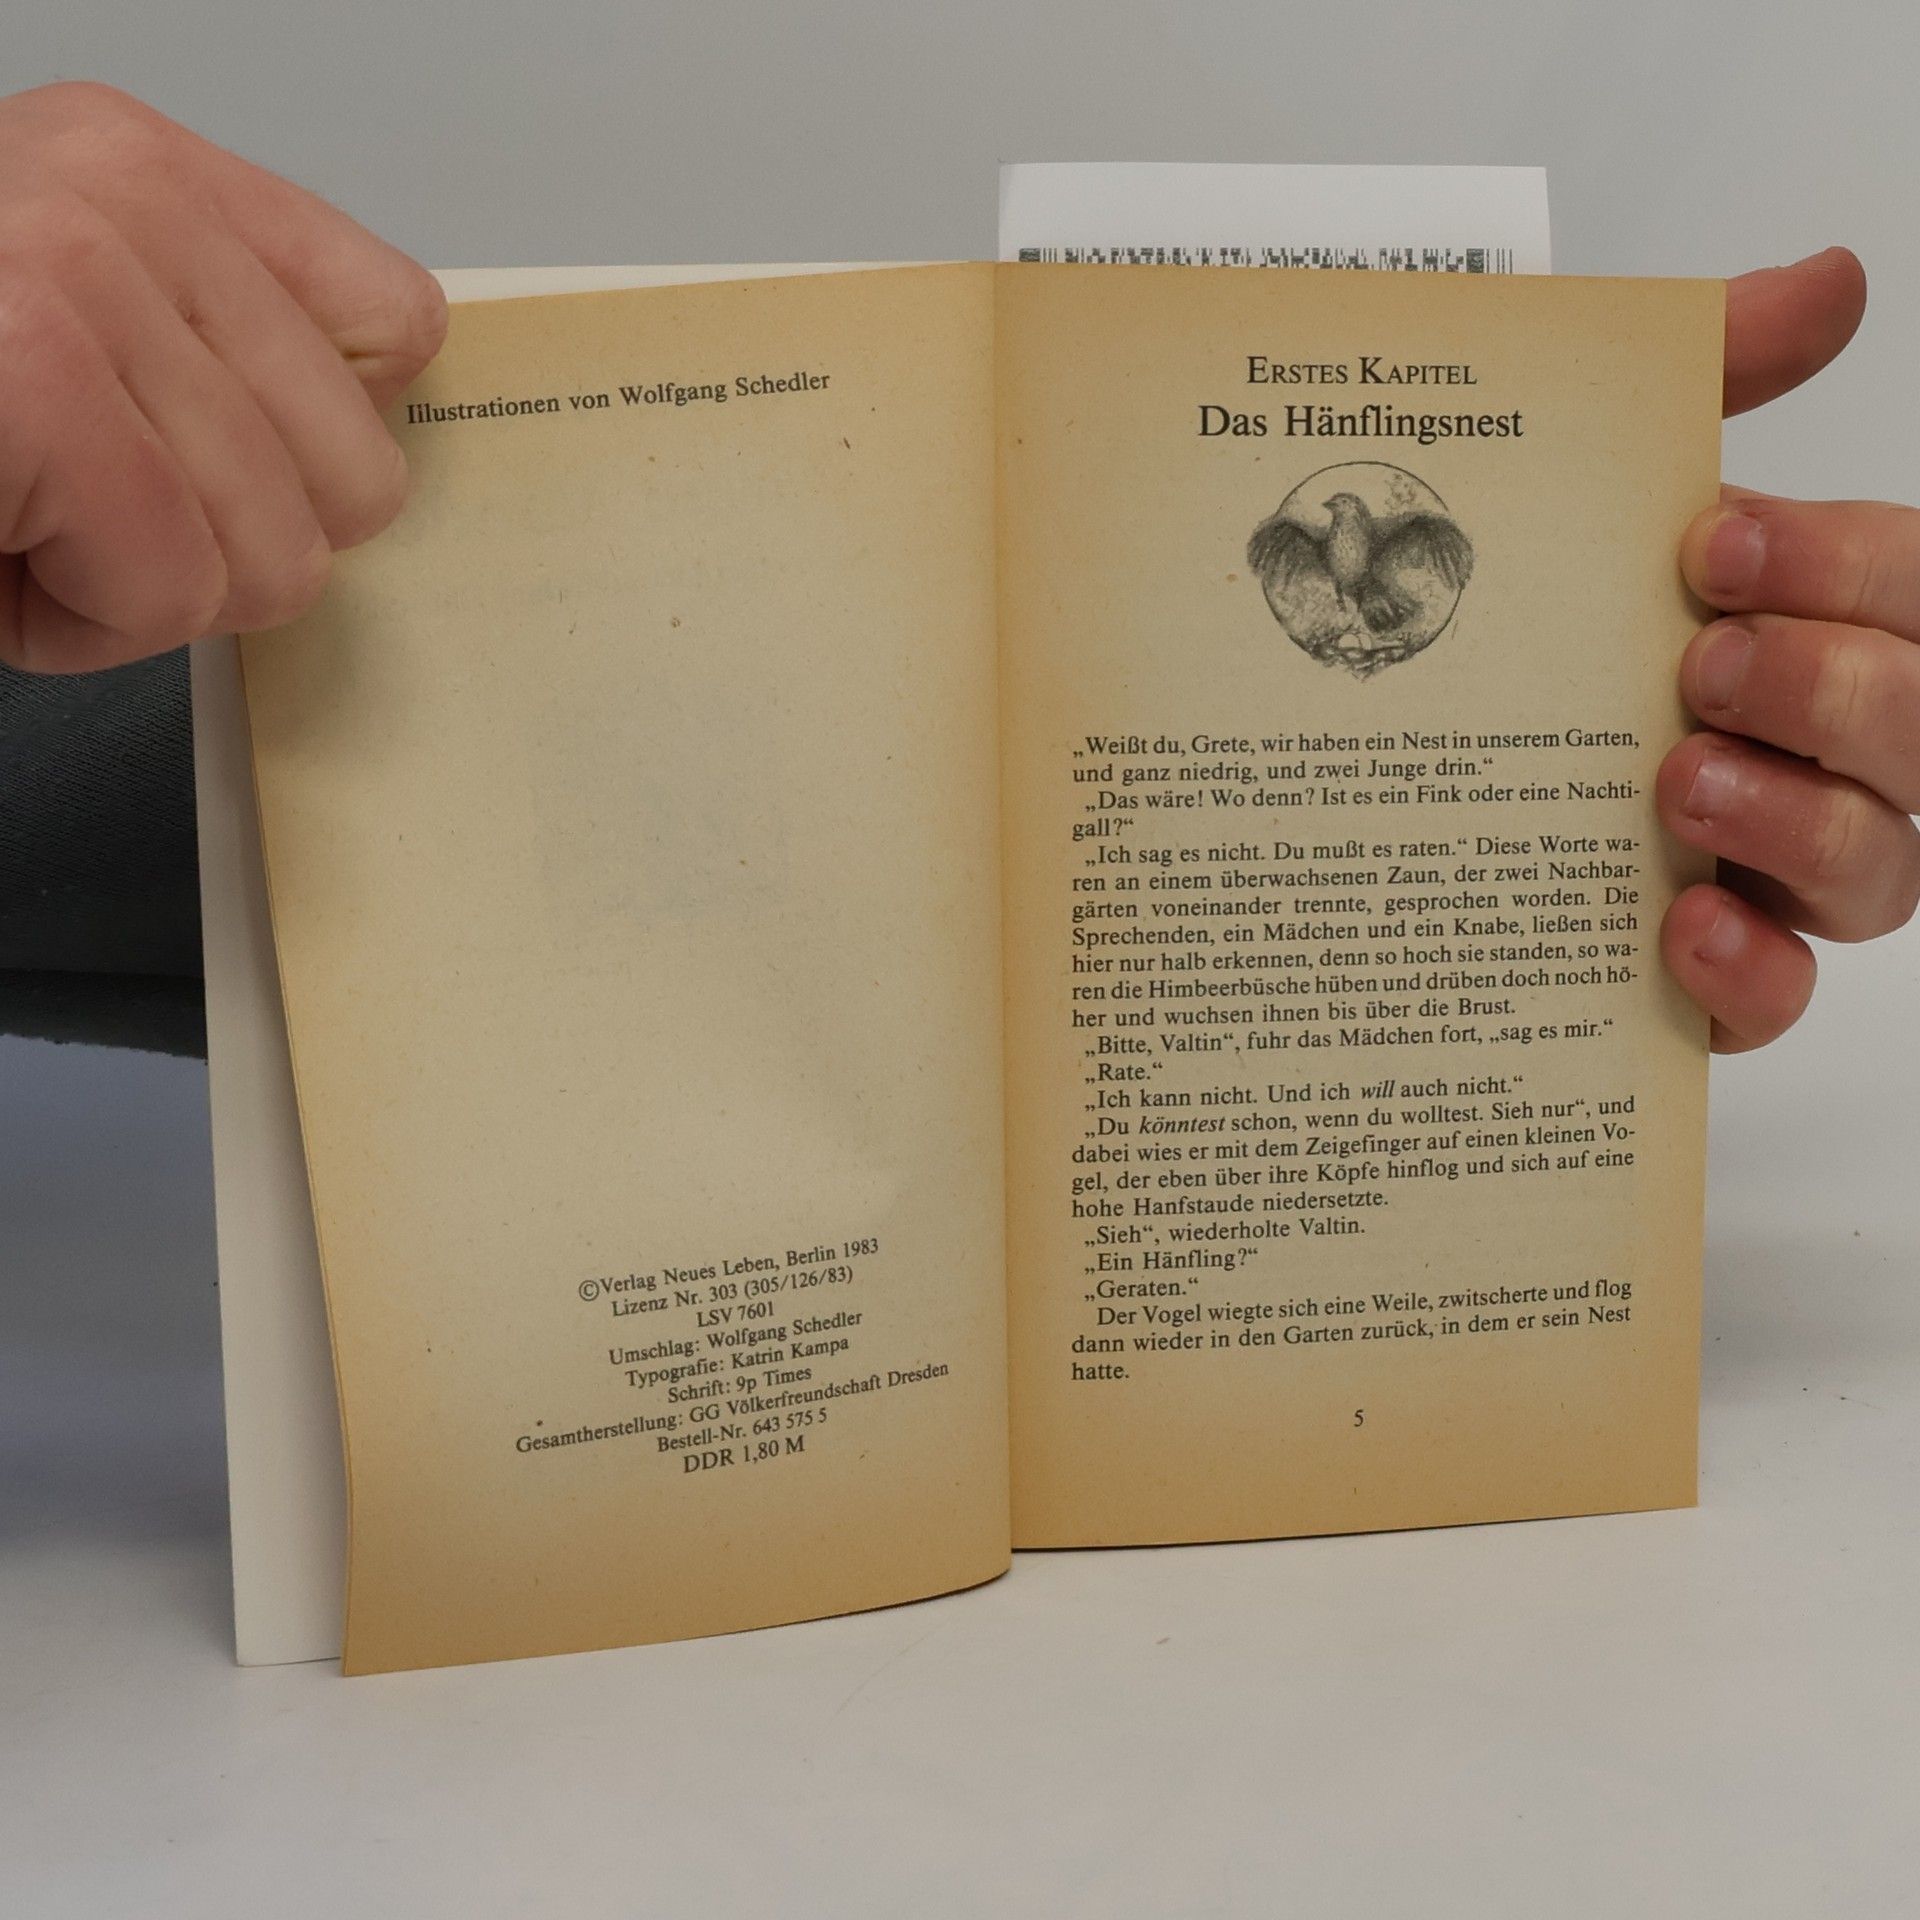 Illustrationen von Wolfgang Schedler
©Verlag Neues Leben, Berlin 1983
Lizenz Nr. 303 (305/126/83)
LSV 7601
Umschlag: Wolfgang Schedler
Typografie: Katrin Kampa
Schrift: 9p Times
Gesamtherstellung: GG Völkerfreundschaft Dresden
Bestell-Nr. 643 575 5
DDR 1,80 M
ERSTES KAPITEL
Das Hänflingsnest
„Weißt du, Grete, wir haben ein Nest in unserem Garten,
und ganz niedrig, und zwei Junge drin.“
„Das wäre! Wo denn? Ist es ein Fink oder eine Nachti-
gall?“
„Ich sag es nicht. Du mußt es raten.“ Diese Worte wa-
ren an einem überwachsenen Zaun, der zwei Nachbar-
gärten voneinander trennte, gesprochen worden. Die
Sprechenden, ein Mädchen und ein Knabe, ließen sich
hier nur halb erkennen, denn so hoch sie standen, so wa-
ren die Himbeerbüsche hüben und drüben doch noch hö-
her und wuchsen ihnen bis über die Brust.
„Bitte, Valtin“, fuhr das Mädchen fort, „sag es mir.“
„Rate.“
„Ich kann nicht. Und ich will auch nicht.“
„Du könntest schon, wenn du wolltest. Sieh nur“, und
dabei wies er mit dem Zeigefinger auf einen kleinen Vo-
gel, der eben über ihre Köpfe hinflog und sich auf eine
hohe Hanfstaude niedersetzte.
„Sieh“, wiederholte Valtin.
„Ein Hänfling?“
„Geraten.“
Der Vogel wiegte sich eine Weile, zwitscherte und flog
dann wieder in den Garten zurück, in dem er sein Nest
hatte.
5